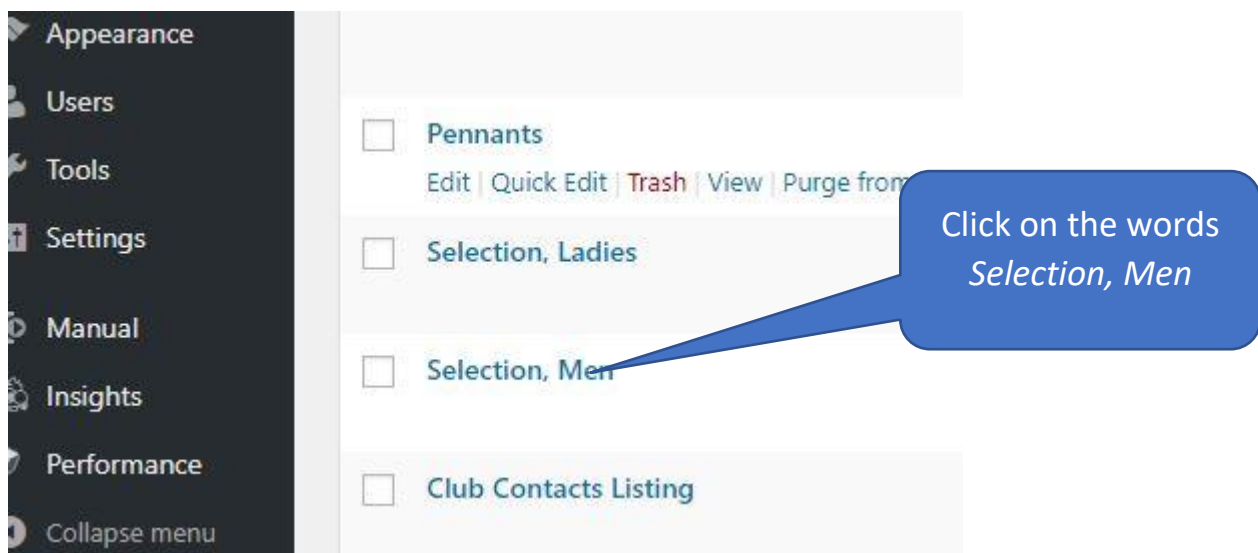 Appearance
Users
Tools
Settings
Manual
Insights
Performance
Collapse menu
Pennants
Edit | Quick Edit | Trash | View | Purge from
Selection, Ladies
Selection, Men
Club Contacts Listing
Click on the words
Selection, Men